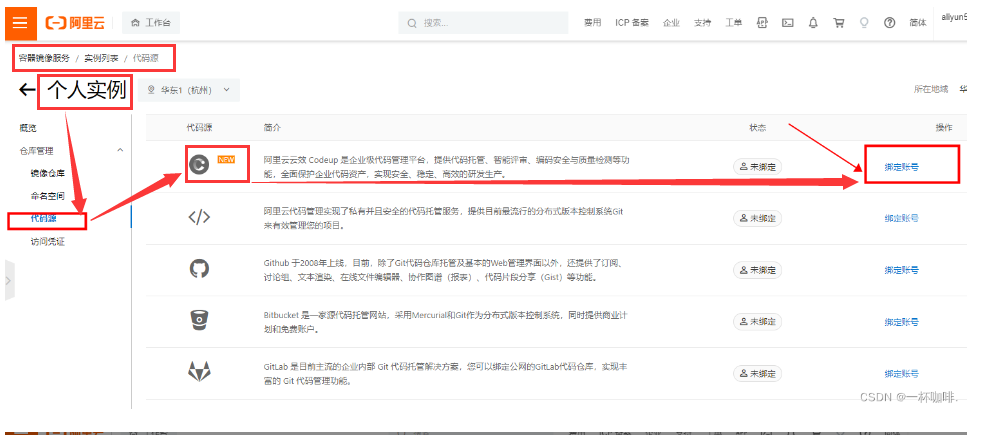 阿里云 工作台 搜索... 费用 ICP 备案 企业 支持 工单 简体 aliyun5
容器镜像服务 / 实例列表 / 代码源
个人实例 华东1（杭州） 所在地域 华
概览
仓库管理
镜像仓库
命名空间
代码源
访问凭证
代码源 简介 状态 操作
NEW 阿里云云效 Codeup 是企业级代码管理平台，提供代码托管、智能评审、编码安全与质量检测等功
能，全面保护企业代码资产，实现安全、稳定、高效的研发生产。 未绑定 绑定账号
阿里云代码管理实现了私有并且安全的代码托管服务，提供目前最流行的分布式版本控制系统Git
来有效管理您的项目。 未绑定 绑定账号
Github 于2008年上线，目前，除了Git代码仓库托管及基本的Web管理界面以外，还提供了订阅、
讨论组、文本渲染、在线文件编辑器、协作图谱（报表）、代码片段分享（Gist）等功能。 未绑定 绑定账号
Bitbucket 是一家源代码托管网站，采用Mercurial和Git作为分布式版本控制系统，同时提供商业计
划和免费账户。 未绑定 绑定账号
GitLab 是目前主流的企业内部 Git 代码托管解决方案，您可以绑定公网的GitLab代码仓库，实现丰
富的 Git 代码管理功能。 未绑定 绑定账号
CSDN @一杯咖啡.